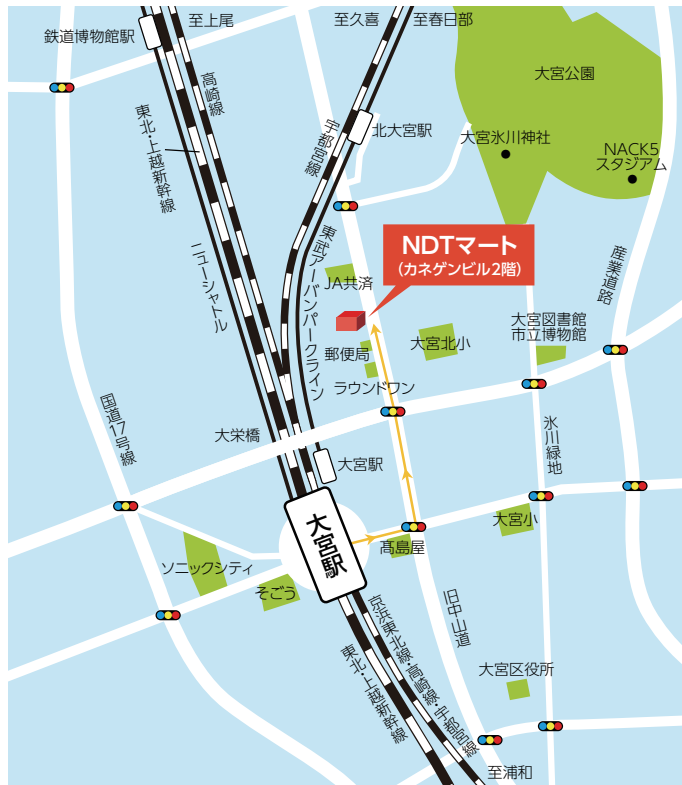 至上尾
至久喜
至春日部
鉄道博物館駅
大宮公園
高崎線
北大宮駅
宇都宮線
大宮氷川神社
NACK5
スタジアム
東北・上越新幹線
NDTマート
(カネゲンビル2階)
東武アーバンパークライン
ニューシャトル
JA共済
産業道路
大宮図書館
市立博物館
郵便局
大宮北小
ラウンドワン
国道17号線
大栄橋
氷川緑地
大宮駅
大宮駅
大宮小
髙島屋
ソニックシティ
そごう
旧中山道
京浜東北線・高崎線・宇都宮線
東北・上越新幹線
大宮区役所
至浦和